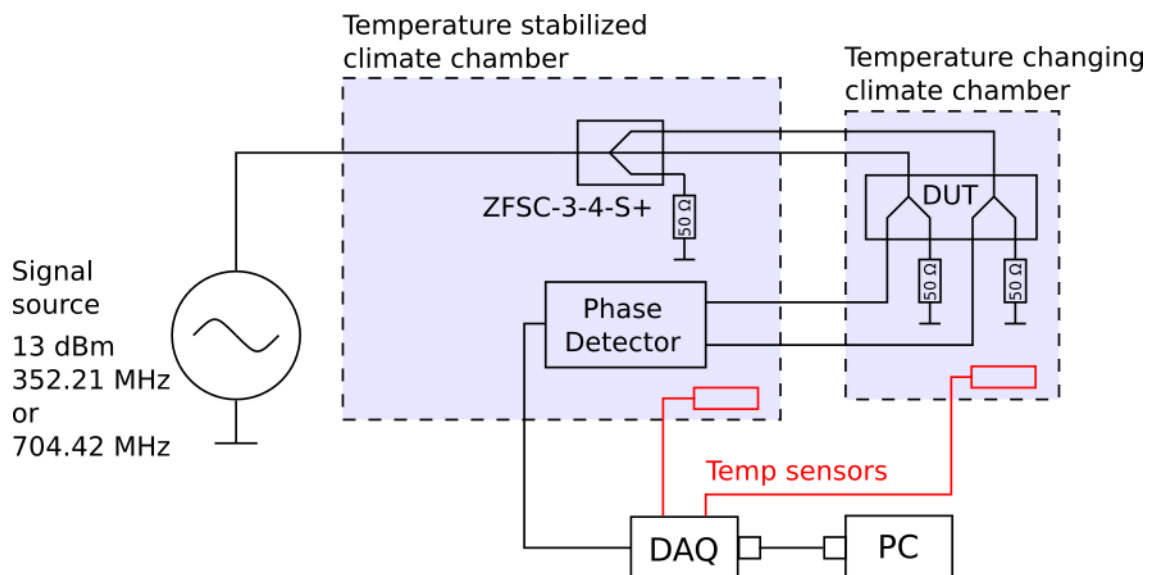 Temperature stabilized
climate chamber
Temperature changing
climate chamber
ZFSC-3-4-S+
50 Ω
DUT
50 Ω
50 Ω
Signal
source
13 dBm
352.21 MHz
or
704.42 MHz
Phase
Detector
Temp sensors
DAQ
PC